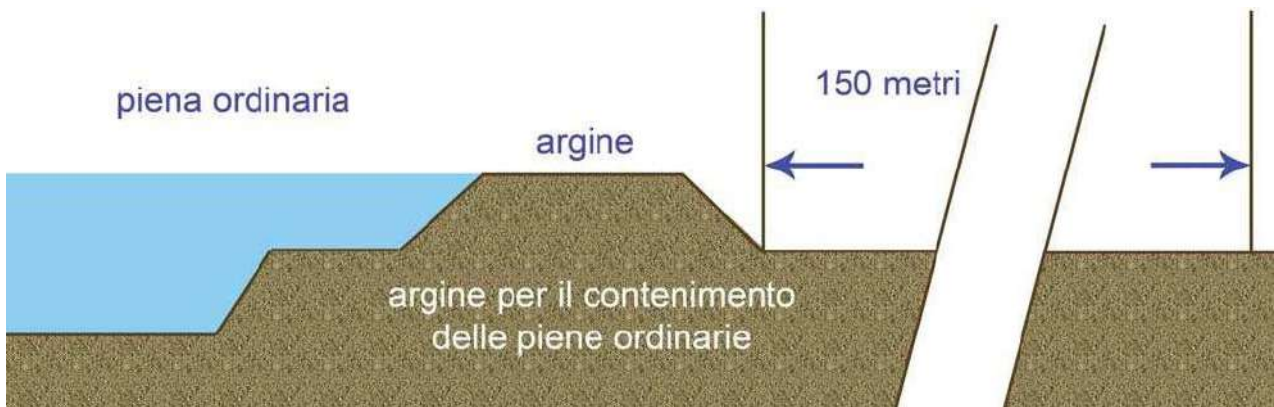 piena ordinaria
argine
150 metri
argine per il contenimento
delle piene ordinarie